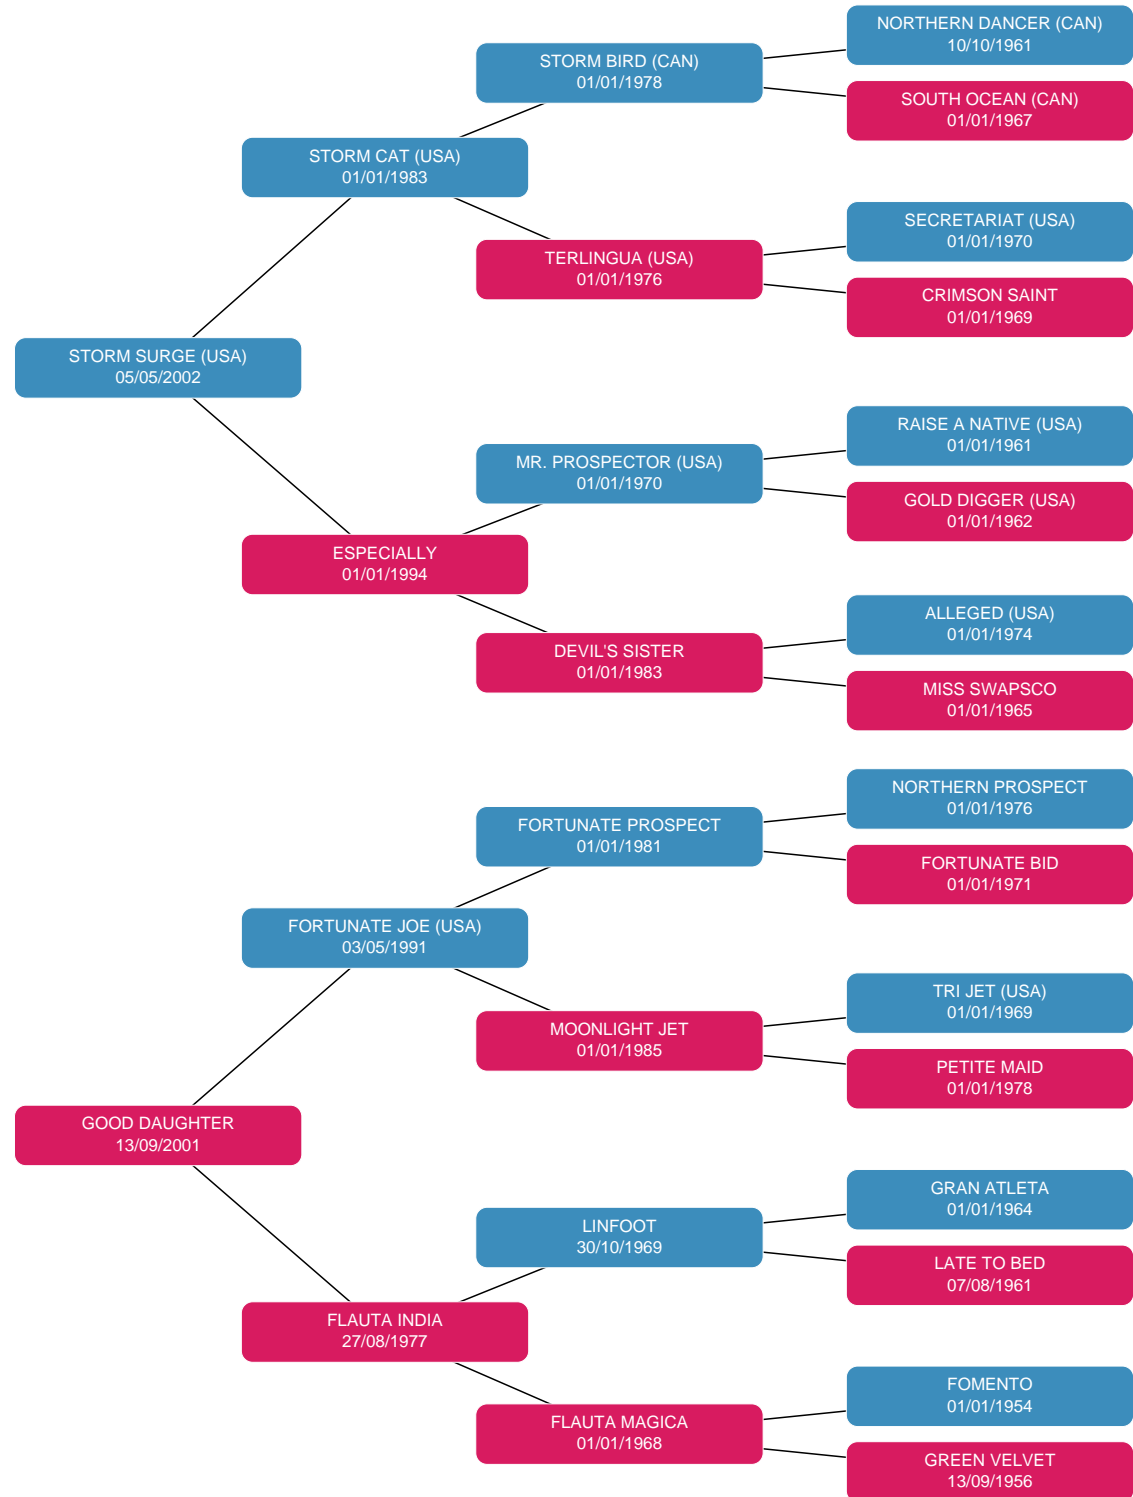 NORTHERN DANCER (CAN)
10/10/1961
STORM BIRD (CAN)
01/01/1978
SOUTH OCEAN (CAN)
01/01/1967
STORM CAT (USA)
01/01/1983
SECRETARIAT (USA)
01/01/1970
TERLINGUA (USA)
01/01/1976
CRIMSON SAINT
01/01/1969
STORM SURGE (USA)
05/05/2002
RAISE A NATIVE (USA)
01/01/1961
MR. PROSPECTOR (USA)
01/01/1970
GOLD DIGGER (USA)
01/01/1962
ESPECIALLY
01/01/1994
ALLEGED (USA)
01/01/1974
DEVIL'S SISTER
01/01/1983
MISS SWAPSCO
01/01/1965
NORTHERN PROSPECT
01/01/1976
FORTUNATE PROSPECT
01/01/1981
FORTUNATE BID
01/01/1971
FORTUNATE JOE (USA)
03/05/1991
TRI JET (USA)
01/01/1969
MOONLIGHT JET
01/01/1985
PETITE MAID
01/01/1978
GOOD DAUGHTER
13/09/2001
GRAN ATLETA
01/01/1964
LINFOOT
30/10/1969
LATE TO BED
07/08/1961
FLAUTA INDIA
27/08/1977
FOMENTO
01/01/1954
FLAUTA MAGICA
01/01/1968
GREEN VELVET
13/09/1956